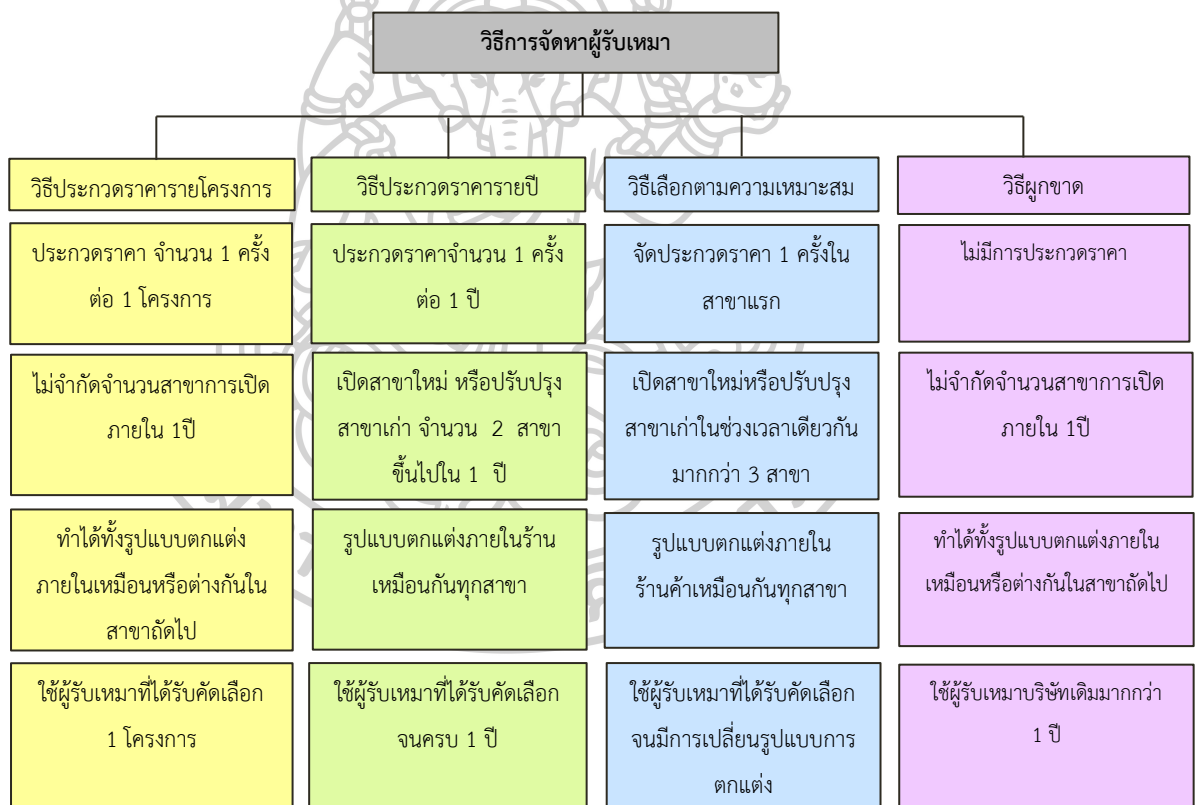 วิธีการจัดหาผู้รับเหมา
วิธีประกวดราคารายโครงการ
วิธีประกวดราคารายปี
วิธีเลือกตามความเหมาะสม
วิธีผูกขาด
ประกวดราคา จำนวน 1 ครั้ง
ต่อ 1 โครงการ
ประกวดราคาจำนวน 1 ครั้ง
ต่อ 1 ปี
จัดประกวดราคา 1 ครั้งใน
สาขาแรก
ไม่มีการประกวดราคา
ไม่จำกัดจำนวนสาขาการเปิด
ภายใน 1ปี
เปิดสาขาใหม่ หรือปรับปรุง
สาขาเก่า จำนวน 2 สาขา
ขึ้นไปใน 1 ปี
เปิดสาขาใหม่หรือปรับปรุง
สาขาเก่าในช่วงเวลาเดียวกัน
มากกว่า 3 สาขา
ไม่จำกัดจำนวนสาขาการเปิด
ภายใน 1ปี
ทำได้ทั้งรูปแบบตกแต่ง
ภายในเหมือนหรือต่างกันใน
สาขาถัดไป
รูปแบบตกแต่งภายในร้าน
เหมือนกันทุกสาขา
รูปแบบตกแต่งภายใน
ร้านค้าเหมือนกันทุกสาขา
ทำได้ทั้งรูปแบบตกแต่งภายใน
เหมือนหรือต่างกันในสาขาถัดไป
ใช้ผู้รับเหมาที่ได้รับคัดเลือก
1 โครงการ
ใช้ผู้รับเหมาที่ได้รับคัดเลือก
จนครบ 1 ปี
ใช้ผู้รับเหมาที่ได้รับคัดเลือก
จนมีการเปลี่ยนรูปแบบการ
ตกแต่ง
ใช้ผู้รับเหมาบริษัทเดิมมากกว่า
1 ปี